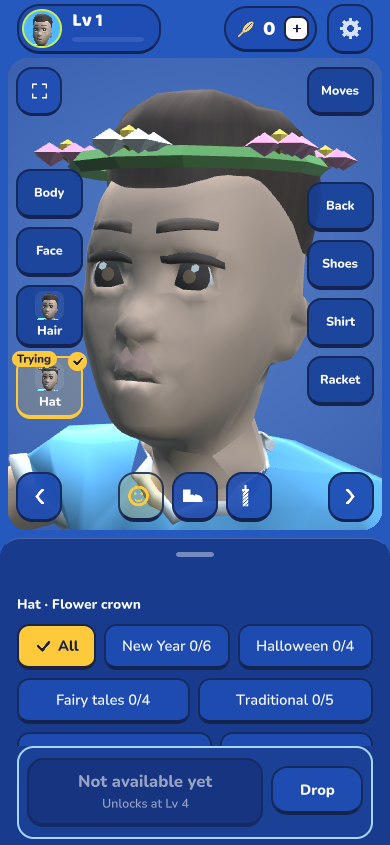 Lv 1
0
+
Moves
Body
Back
Face
Shoes
Hair
Shirt
Trying
Hat
Racket
Hat · Flower crown
All
New Year 0/6
Halloween 0/4
Fairy tales 0/4
Traditional 0/5
Not available yet
Unlocks at Lv 4
Drop